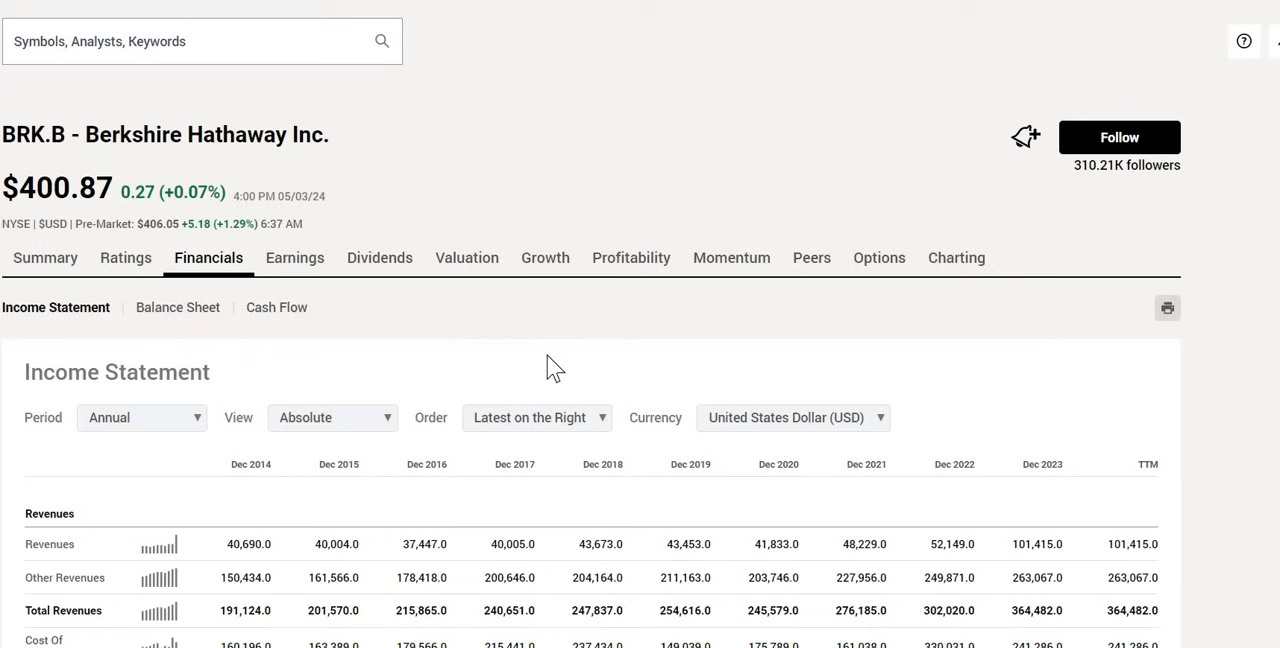 Symbols, Analysts, Keywords
BRK.B - Berkshire Hathaway Inc.
Follow
310.21K followers
$400.87 0.27 (+0.07%) 4:00 PM 05/03/24
NYSE | $USD | Pre-Market: $406.05 +5.18 (+1.29%) 6:37 AM
Summary Ratings Financials Earnings Dividends Valuation Growth Profitability Momentum Peers Options Charting
Income Statement | Balance Sheet | Cash Flow
Income Statement
Period Annual View Absolute Order Latest on the Right Currency United States Dollar (USD)
Dec 2014 Dec 2015 Dec 2016 Dec 2017 Dec 2018 Dec 2019 Dec 2020 Dec 2021 Dec 2022 Dec 2023 TTM
Revenues
Revenues 40,690.0 40,004.0 37,447.0 40,005.0 43,673.0 43,453.0 41,833.0 48,229.0 52,149.0 101,415.0 101,415.0
Other Revenues 150,434.0 161,566.0 178,418.0 200,646.0 204,164.0 211,163.0 203,746.0 227,956.0 249,871.0 263,067.0 263,067.0
Total Revenues 191,124.0 201,570.0 215,865.0 240,651.0 247,837.0 254,616.0 245,579.0 276,185.0 302,020.0 364,482.0 364,482.0
Cost Of